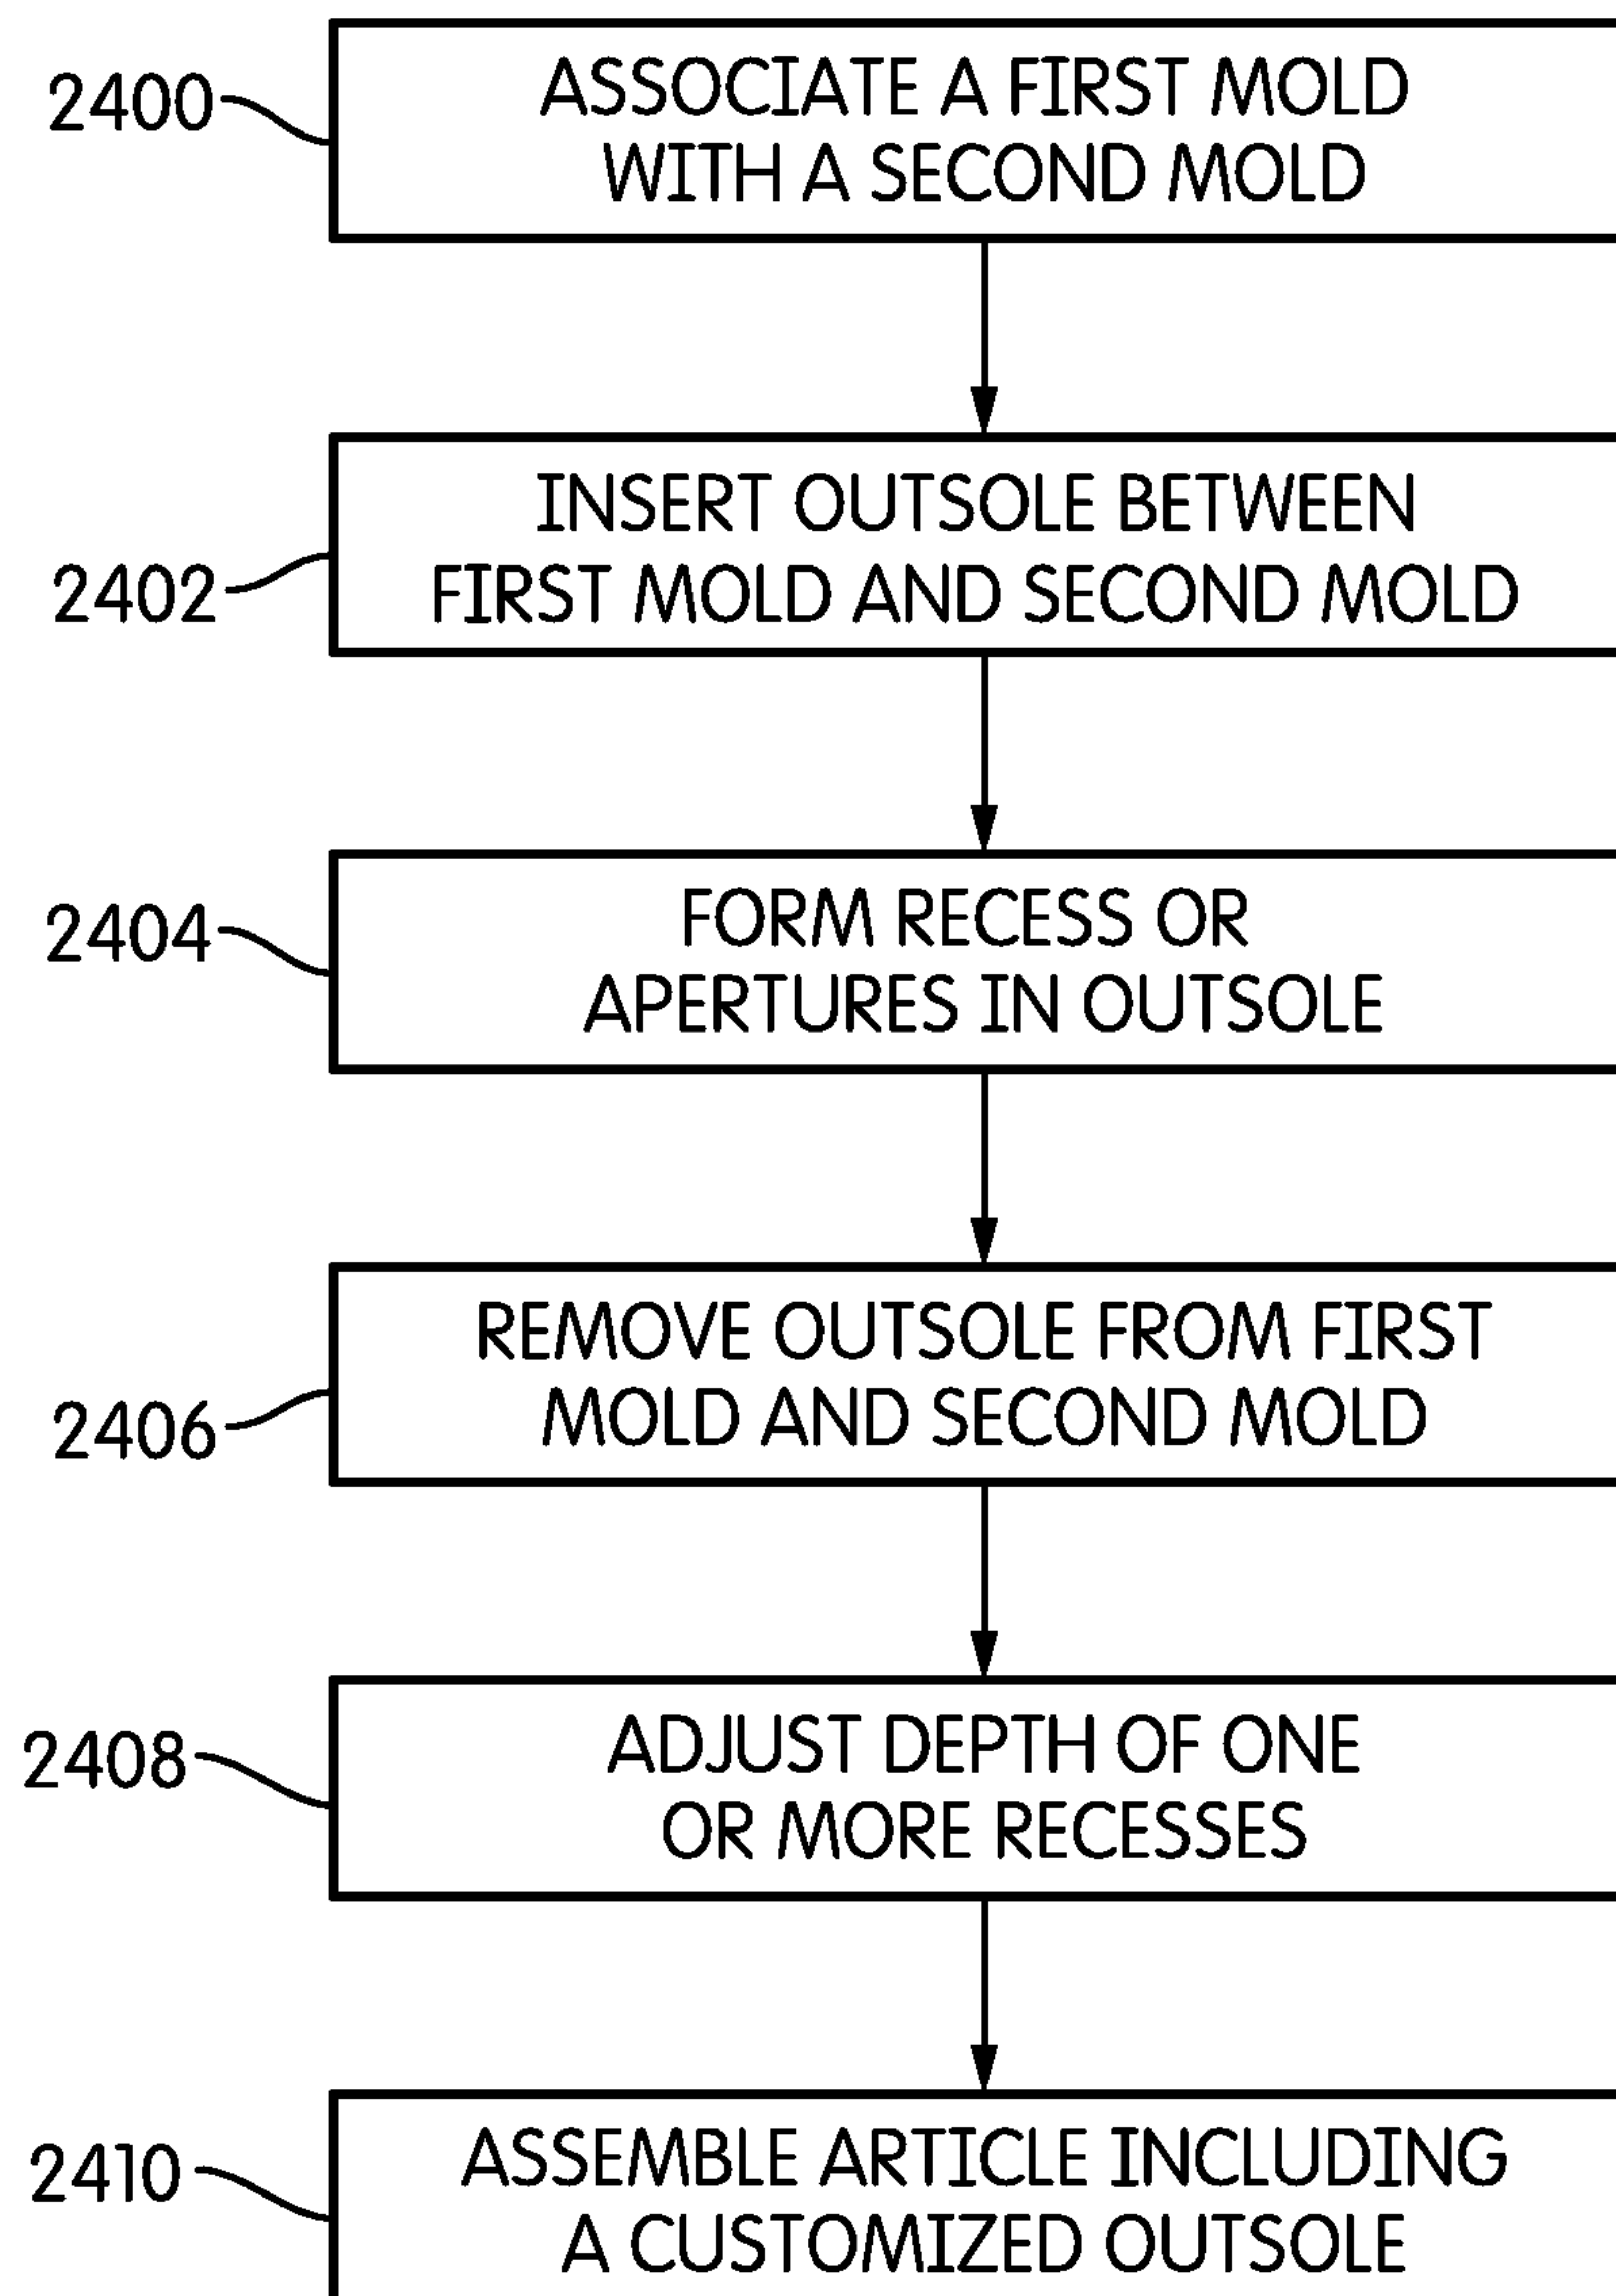 2400
ASSOCIATE A FIRST MOLD
WITH A SECOND MOLD
2402
INSERT OUTSOLE BETWEEN
FIRST MOLD AND SECOND MOLD
2404
FORM RECESS OR
APERTURES IN OUTSOLE
2406
REMOVE OUTSOLE FROM FIRST
MOLD AND SECOND MOLD
2408
ADJUST DEPTH OF ONE
OR MORE RECESSES
2410
ASSEMBLE ARTICLE INCLUDING
A CUSTOMIZED OUTSOLE